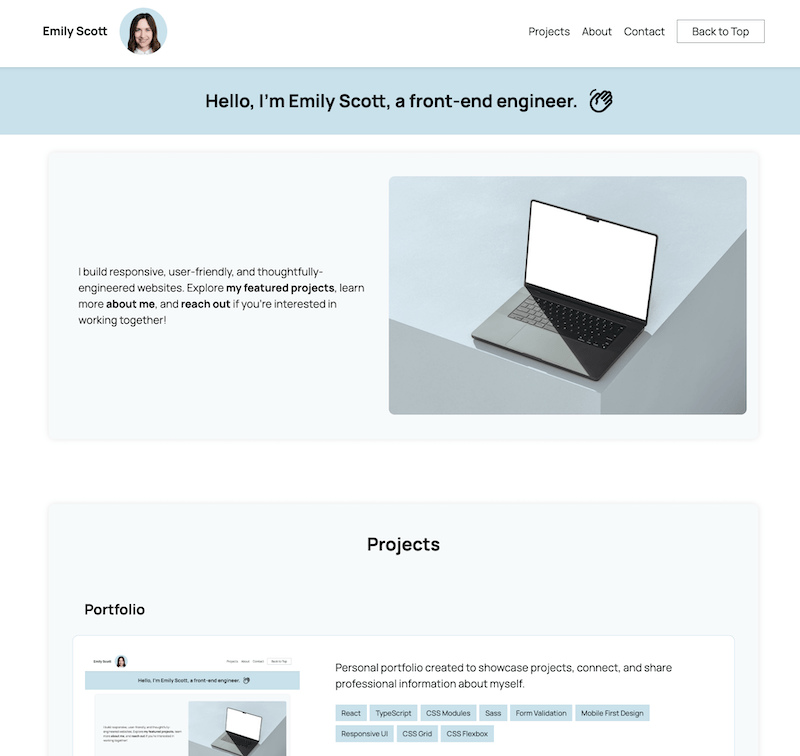 Emily Scott
Projects About Contact Back to Top
Hello, I'm Emily Scott, a front-end engineer.
I build responsive, user-friendly, and thoughtfully-
engineered websites. Explore my featured projects, learn
more about me, and reach out if you're interested in
working together!
Projects
Portfolio
Emily Scott
Projects About Contact Back to Top
Hello, I'm Emily Scott, a front-end engineer.
I build responsive, user-friendly, and thoughtfully-
engineered websites. Explore my featured projects, learn
more about me, and reach out if you're interested in
working together!
Personal portfolio created to showcase projects, connect, and share
professional information about myself.
React TypeScript CSS Modules Sass Form Validation Mobile First Design
Responsive UI CSS Grid CSS Flexbox